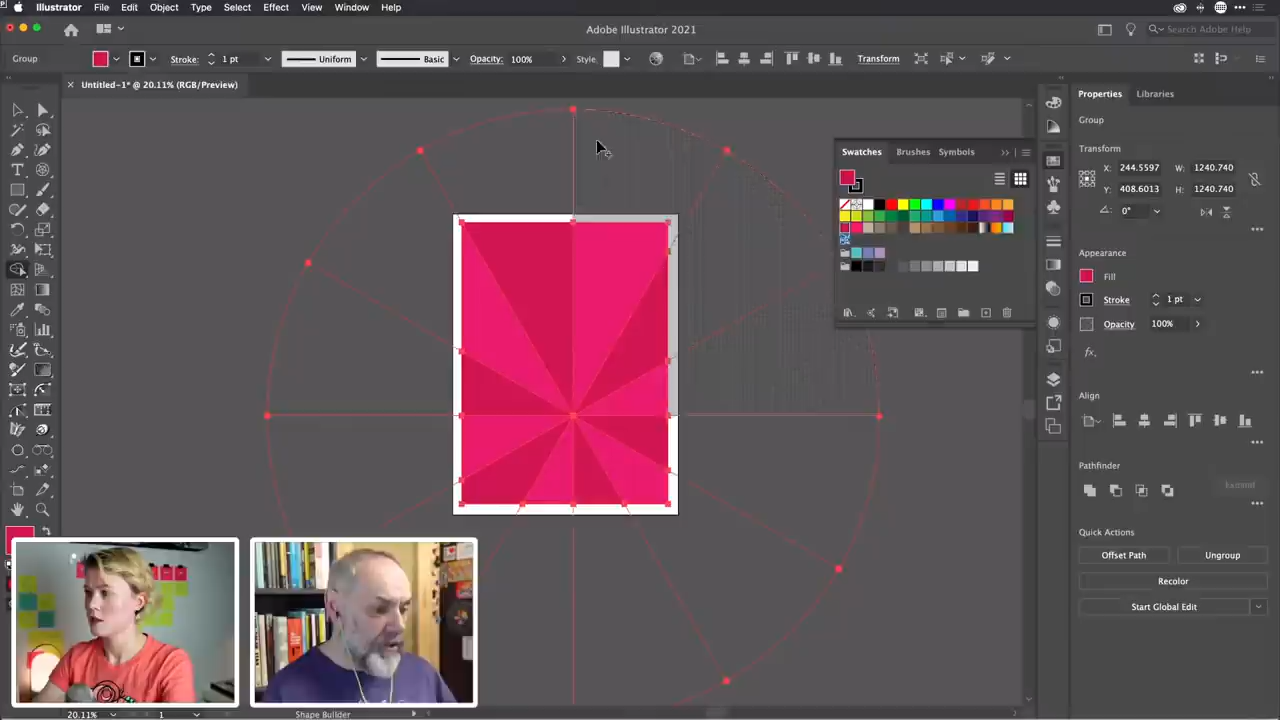 Illustrator File Edit Object Type Select Effect View Window Help
Adobe Illustrator 2021
Search Adobe Help
Group Stroke: 1 pt Uniform Basic Opacity: 100% Style: Transform
× Untitled-1* @ 20.11% (RGB/Preview)
Properties Libraries
Group
Transform
X: 244.5597 W: 1240.740
Y: 408.6013 H: 1240.740
0°
Appearance
Fill
Stroke 1 pt
Opacity 100%
fx.
Align
Pathfinder
Expand
Quick Actions
Offset Path Ungroup
Recolor
Start Global Edit
Swatches Brushes Symbols
20.11% 1 Shape Builder